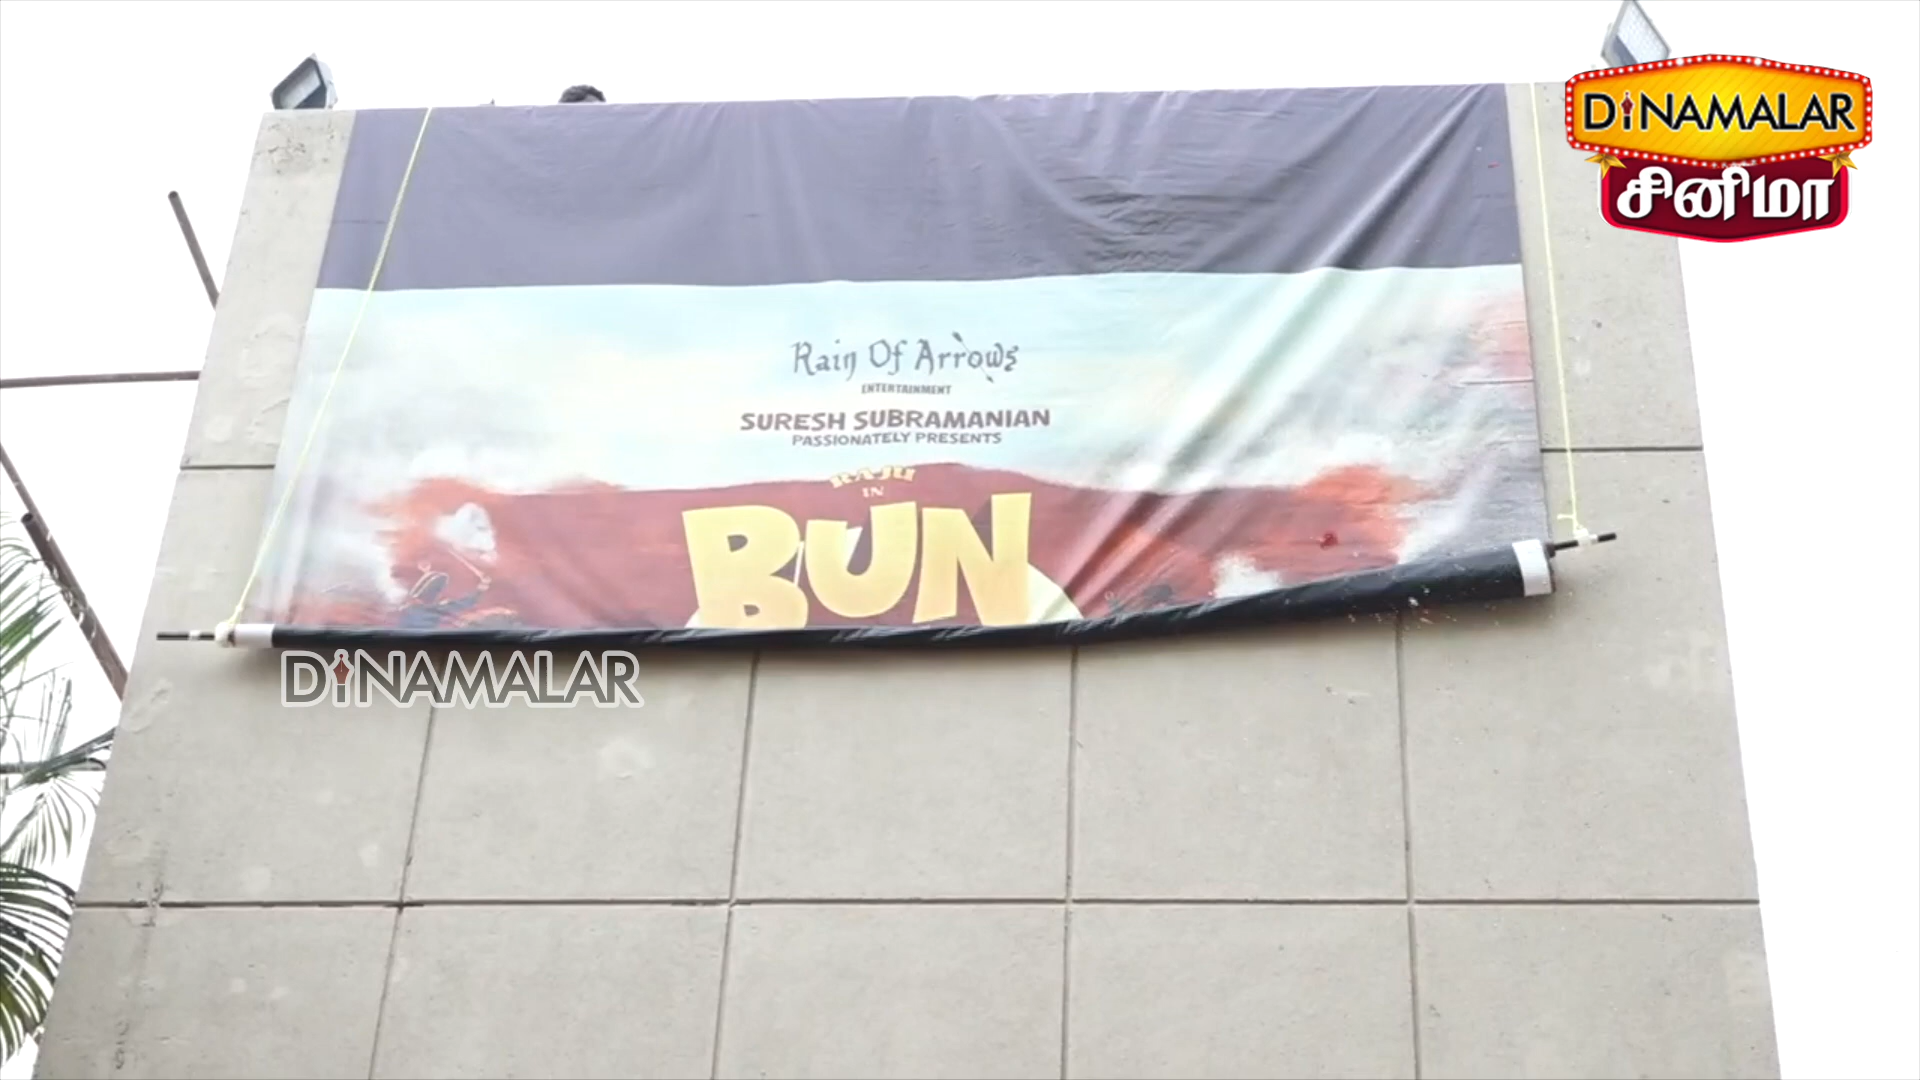 DINAMALAR
சினிமா
Rain Of Arrows
ENTERTAINMENT
SURESH SUBRAMANIAN
PASSIONATELY PRESENTS
RAJU
IN
BUN
DINAMALAR